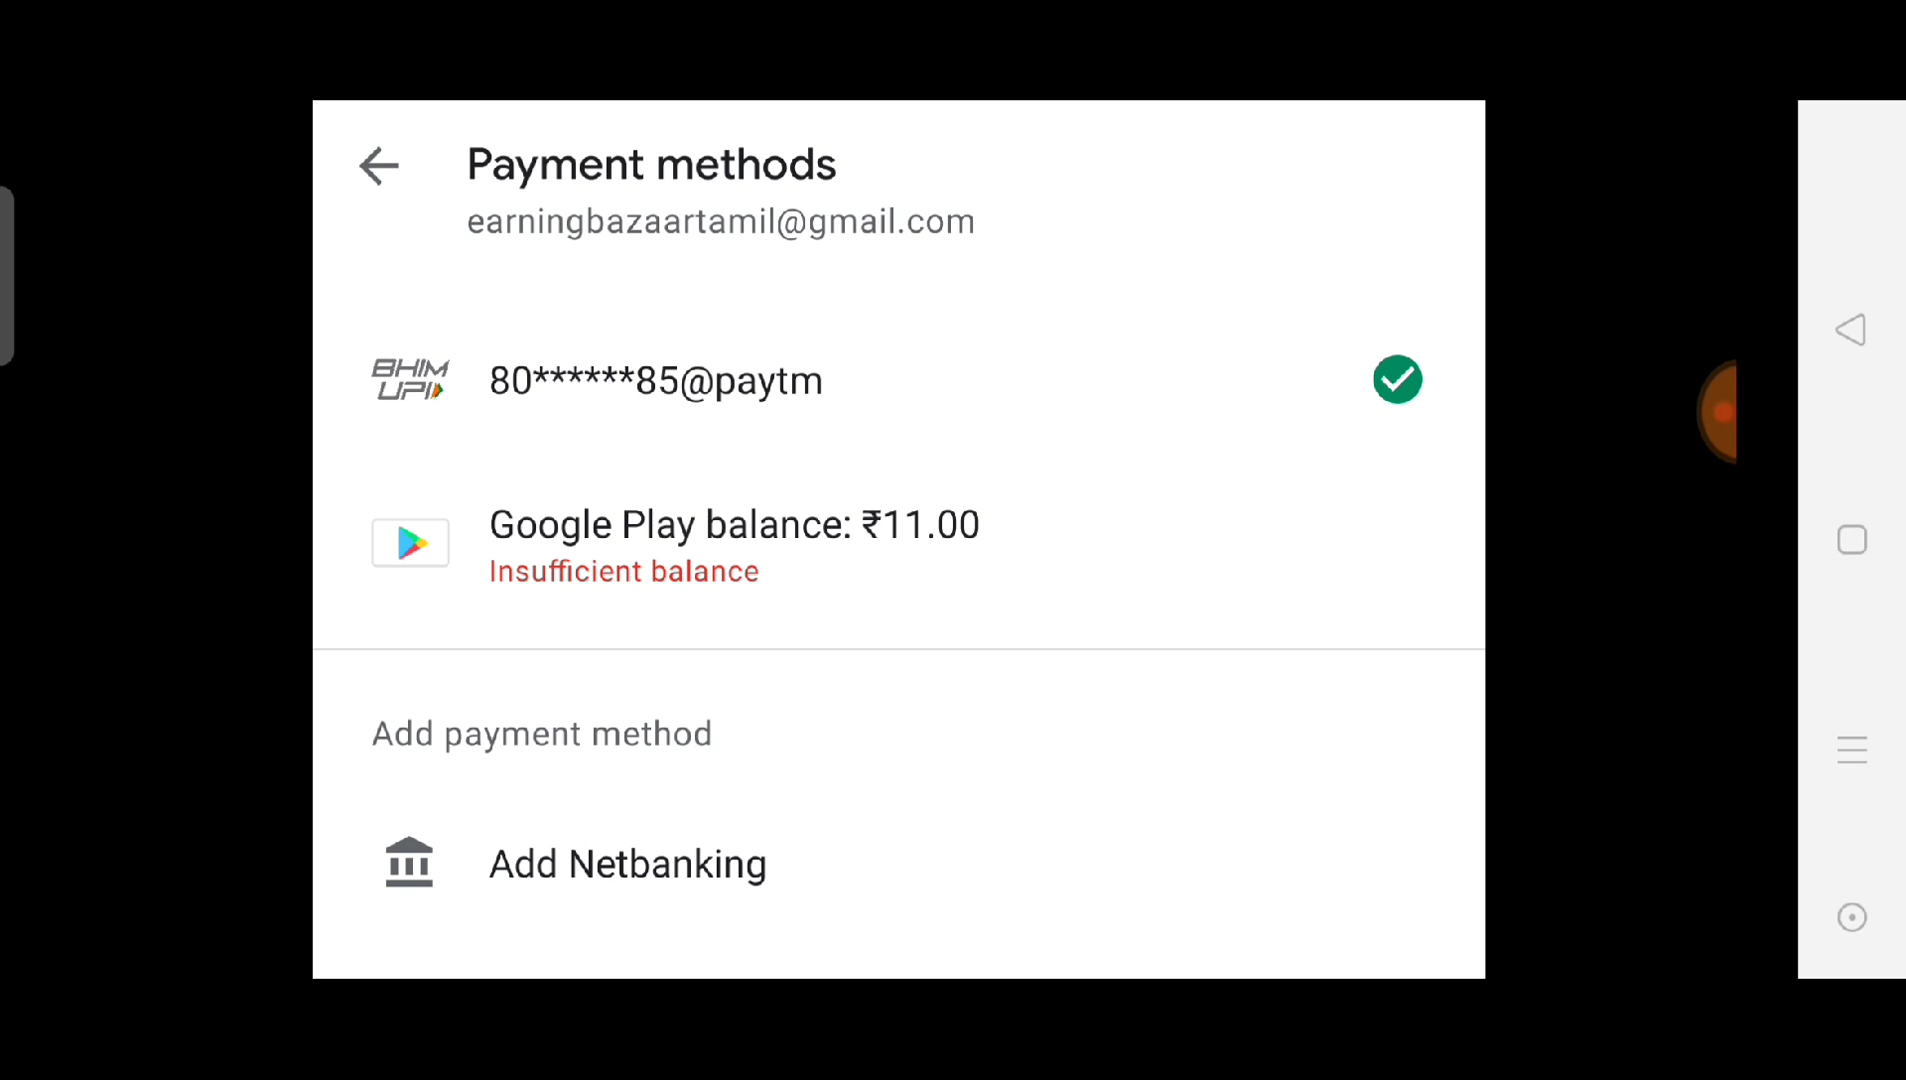 Payment methods
earningbazaartamil@gmail.com
BHIM
UPI
80******85@paytm
Google Play balance: ₹11.00
Insufficient balance
Add payment method
Add Netbanking